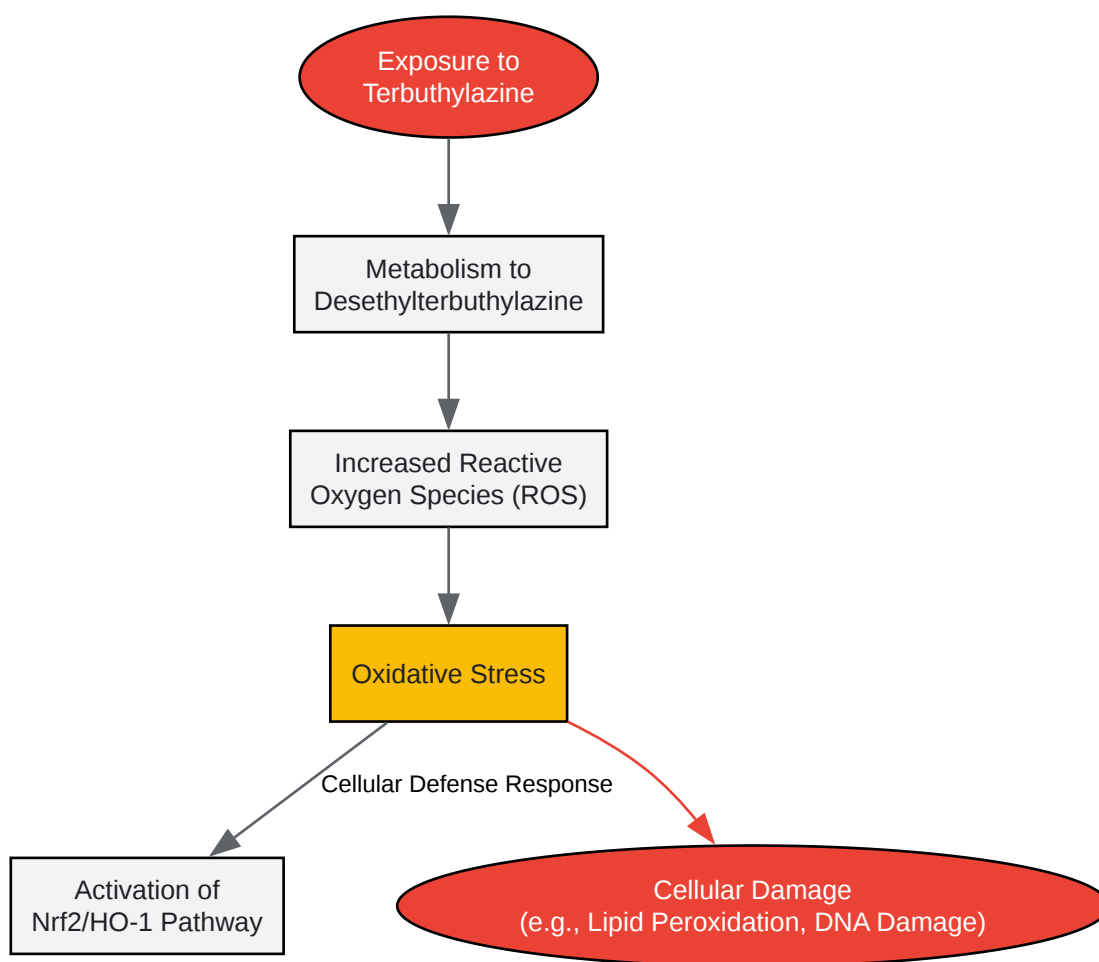 Exposure to
Terbuthylazine
Metabolism to
Desethylterbuthylazine
Increased Reactive
Oxygen Species (ROS)
Oxidative Stress
Cellular Defense Response
Activation of
Nrf2/HO-1 Pathway
Cellular Damage
(e.g., Lipid Peroxidation, DNA Damage)